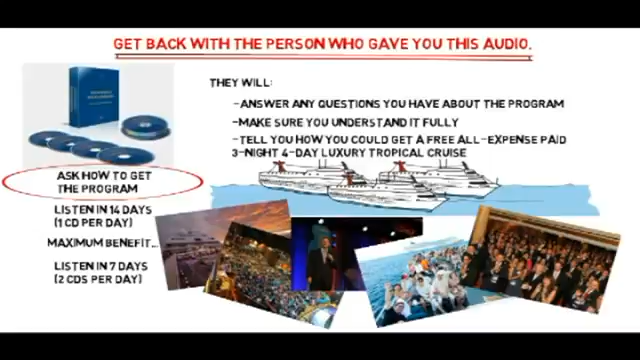 GET BACK WITH THE PERSON WHO GAVE YOU THIS AUDIO.
THEY WILL:
-ANSWER ANY QUESTIONS YOU HAVE ABOUT THE PROGRAM
-MAKE SURE YOU UNDERSTAND IT FULLY
-TELL YOU HOW YOU COULD GET A FREE ALL-EXPENSE PAID
3-NIGHT 4-DAY LUXURY TROPICAL CRUISE
ASK HOW TO GET
THE PROGRAM
LISTEN IN 14 DAYS
(1 CD PER DAY)
MAXIMUM BENEFIT...
LISTEN IN 7 DAYS
(2 CDS PER DAY)